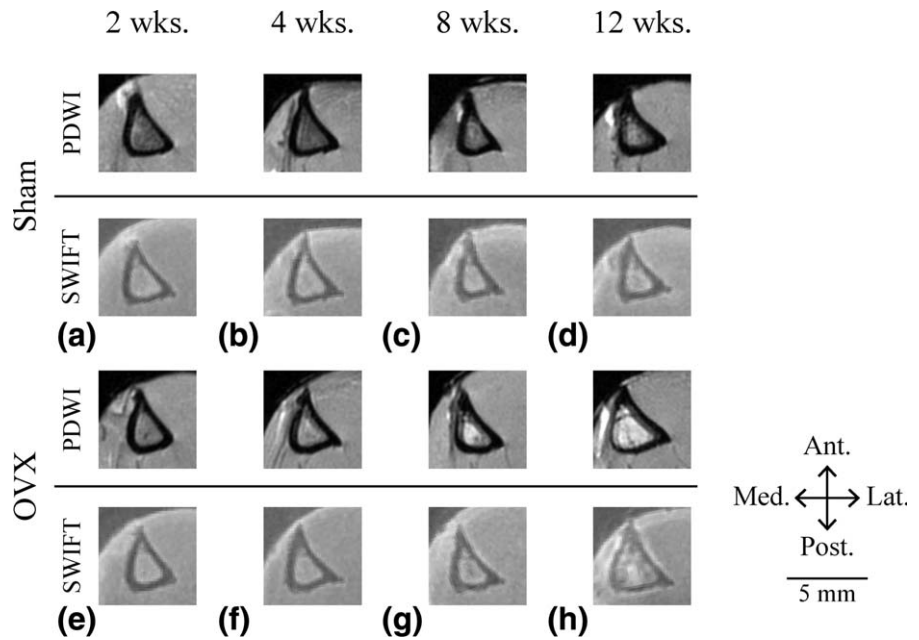 2 wks. 4 wks. 8 wks. 12 wks.
Sham
PDWI
SWIFT
(a) (b) (c) (d)
OVX
PDWI
SWIFT
(e) (f) (g) (h)
Ant.
Med. Lat.
Post.
5 mm